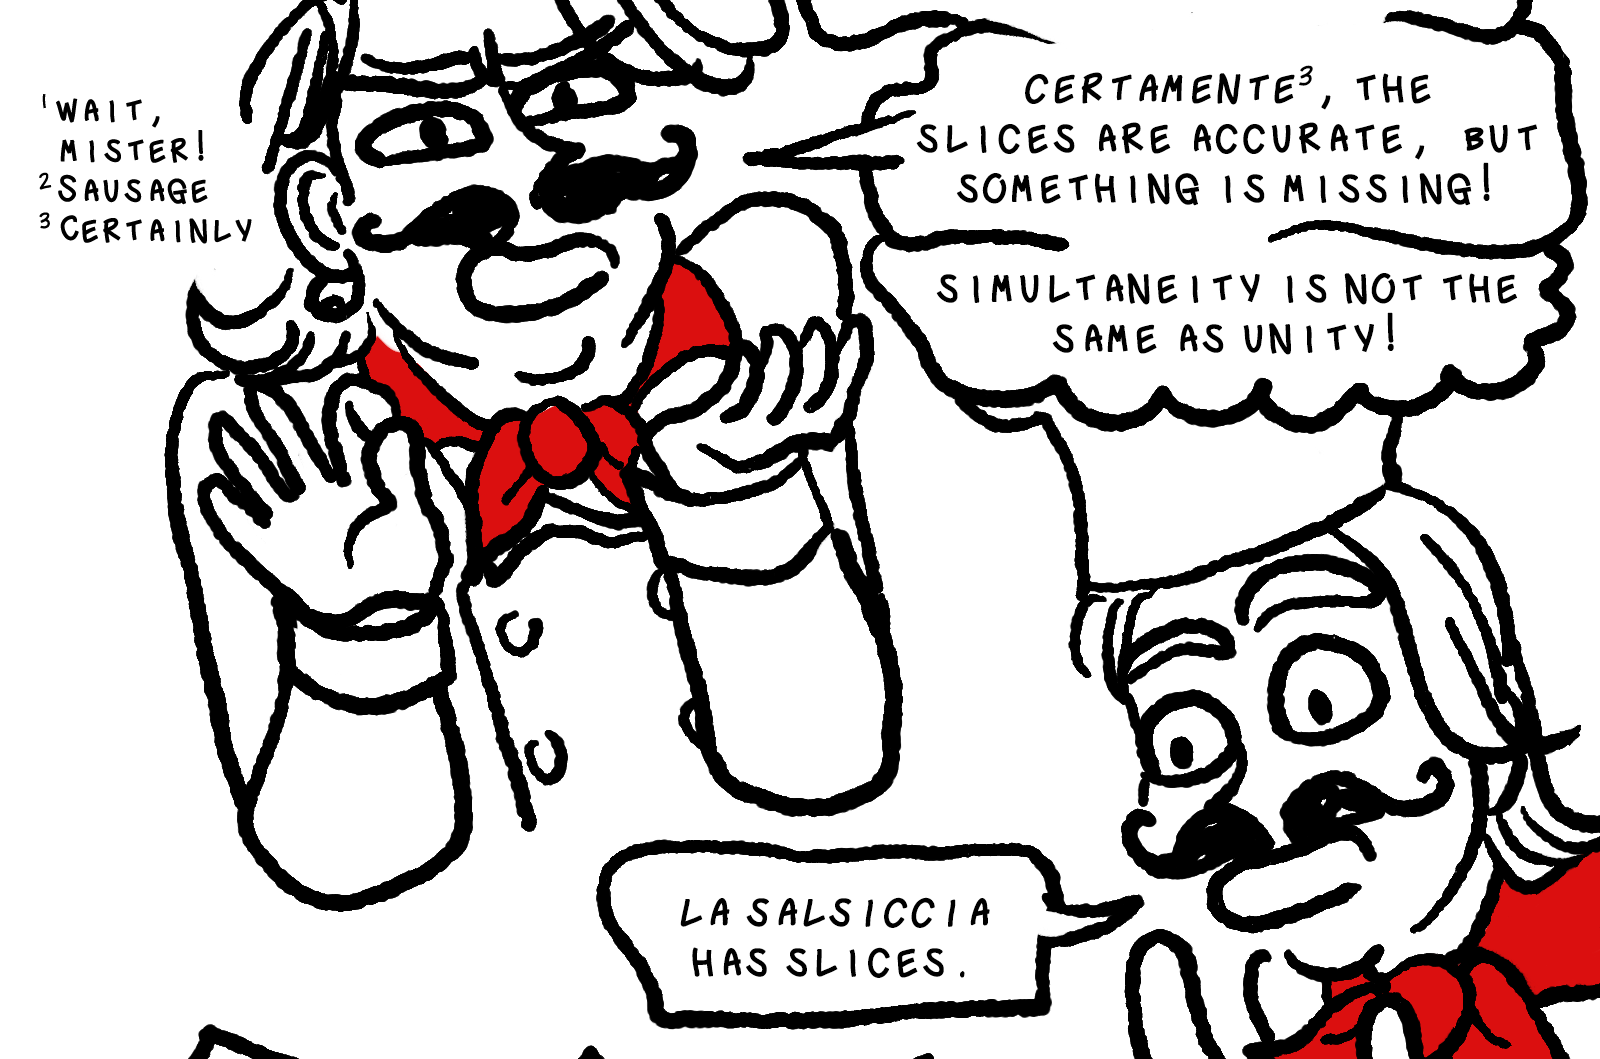 ¹WAIT,
MISTER!
²SAUSAGE
³CERTAINLY
CERTAMENTE³, THE
SLICES ARE ACCURATE, BUT
SOMETHING IS MISSING!
SIMULTANEITY IS NOT THE
SAME AS UNITY!
LA SALSICCIA
HAS SLICES.